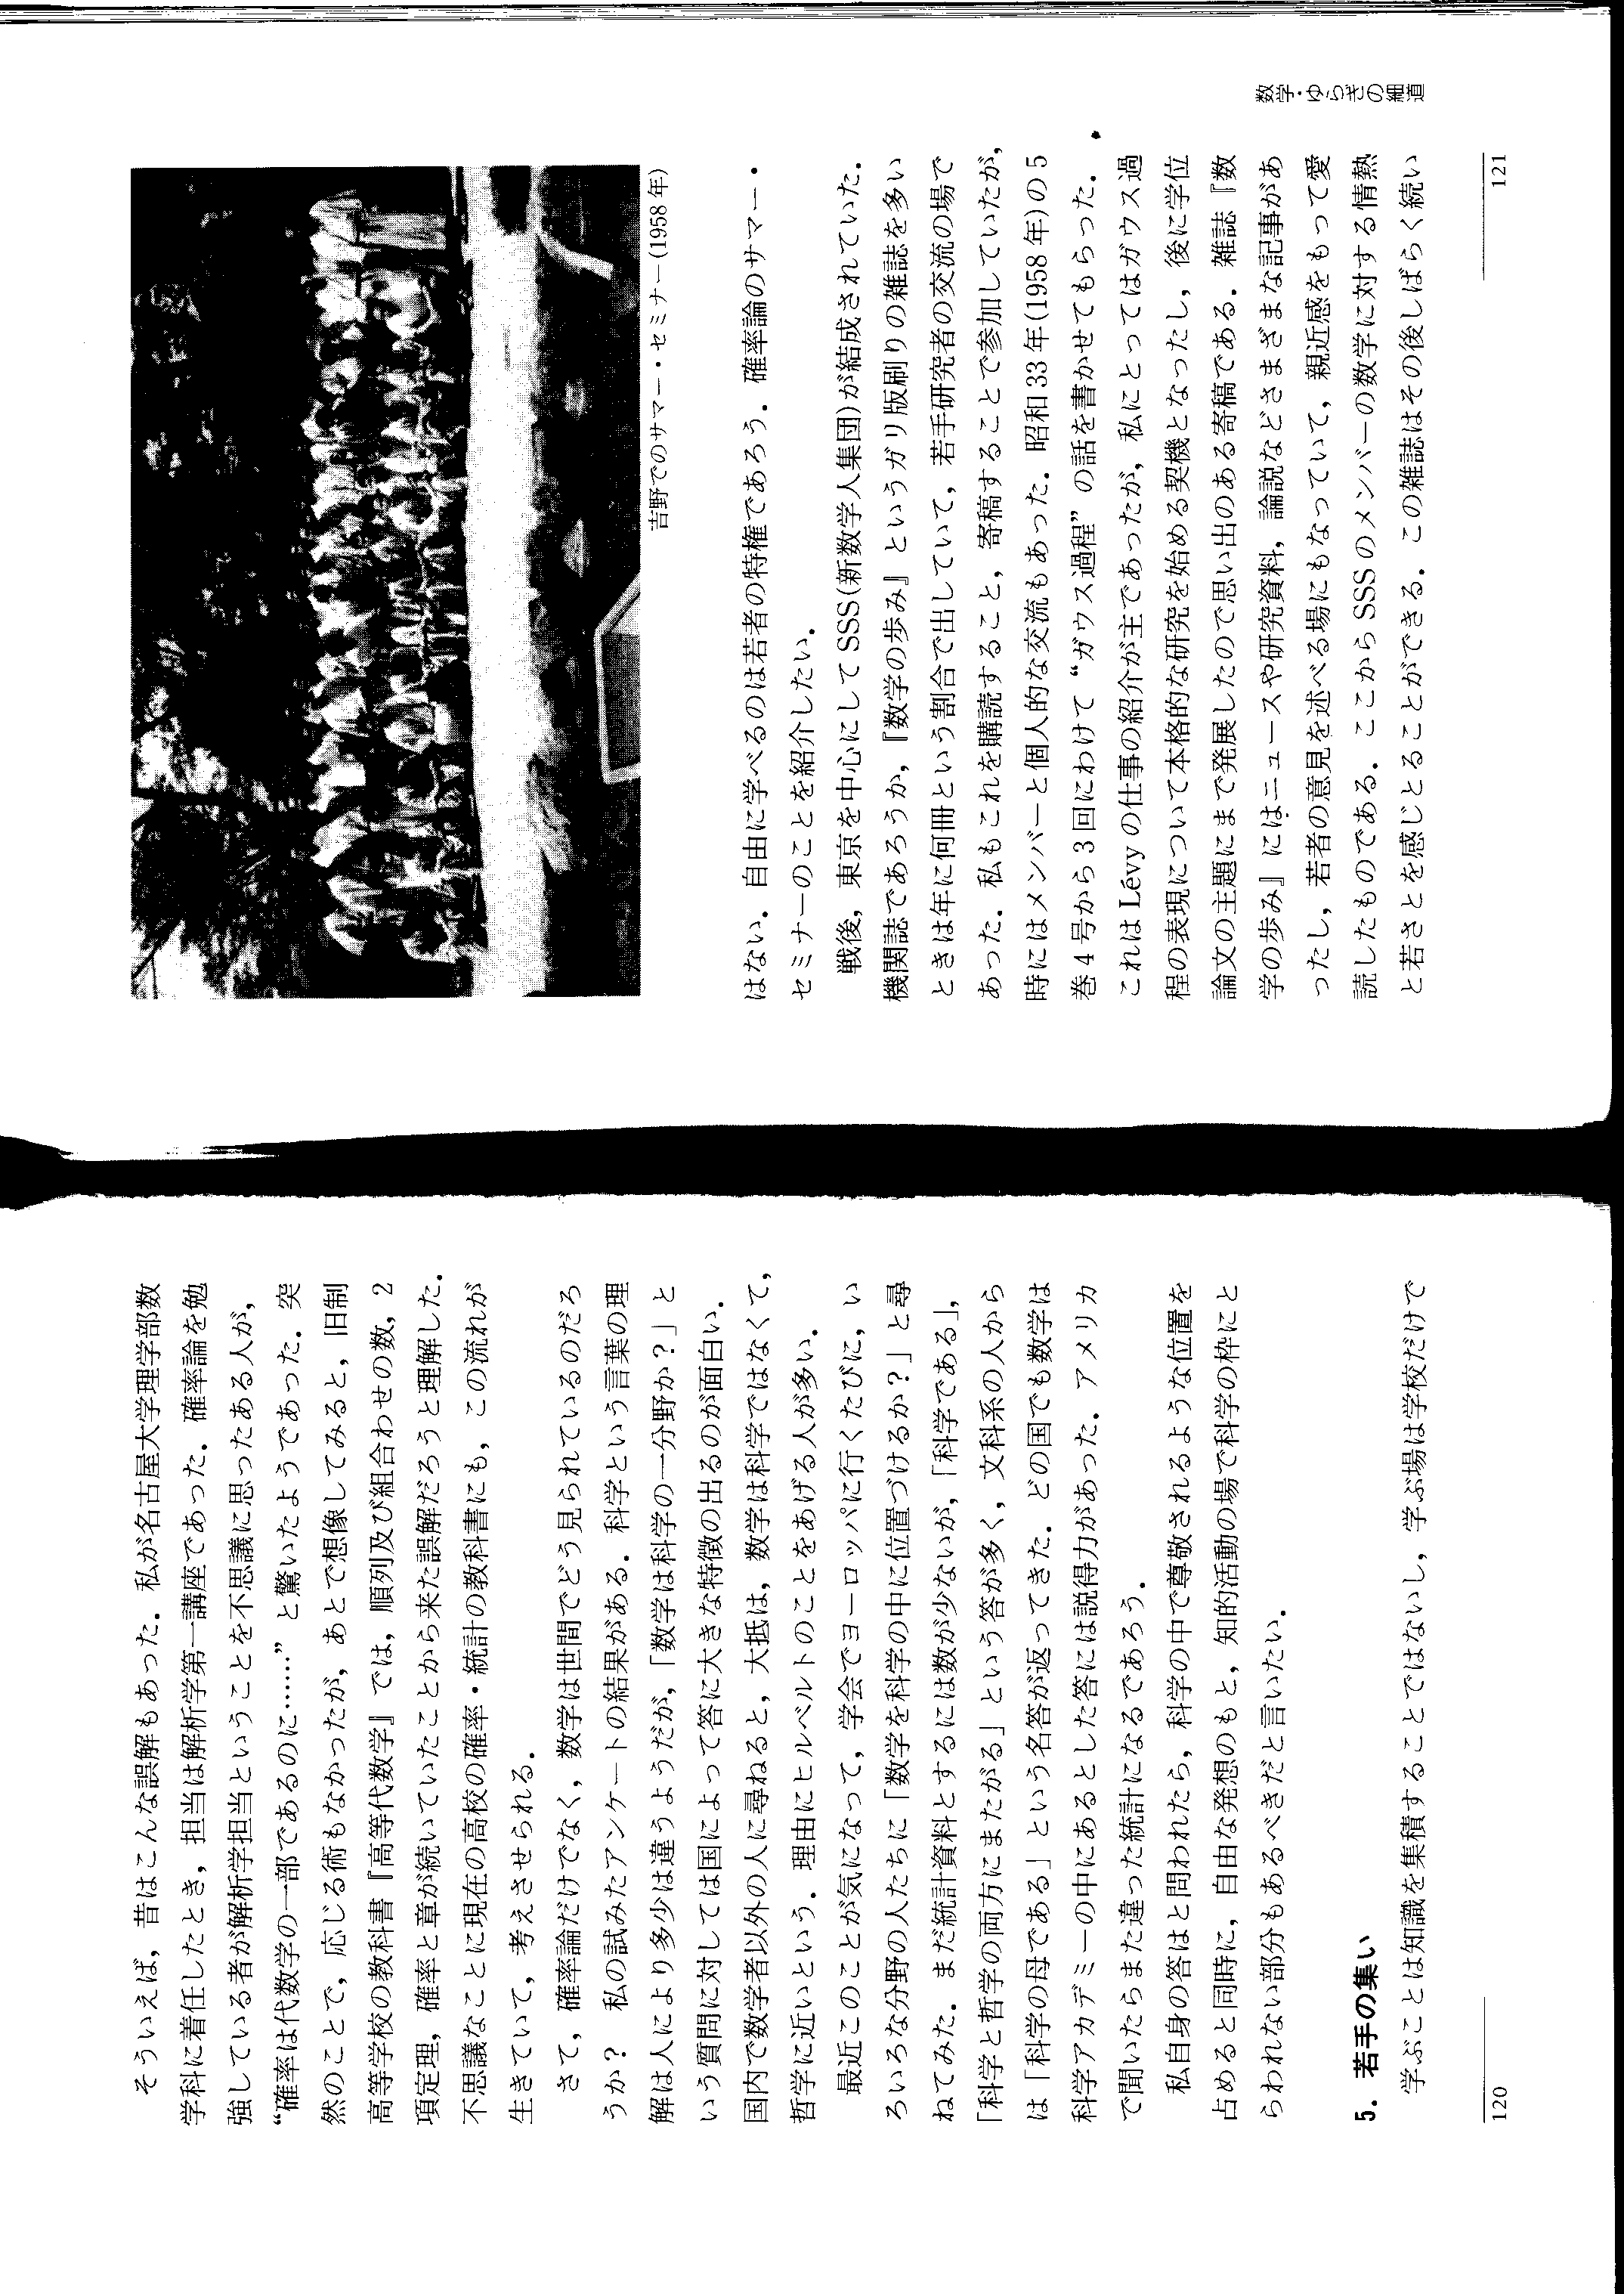 そういえば，昔はこんな誤解もあった．私が名古屋大学理学部数
学科に着任したとき，担当は解析学第一講座であった．確率論を勉
強している者が解析学担当ということを不思議に思ったある人が，
“確率は代数学の一部であるのに……”と驚いたようであった．突
然のことで，応じる術もなかったが，あとで想像してみると，旧制
高等学校の教科書『高等代数学』では，順列及び組合わせの数，2
項定理，確率と章が続いていたことから来た誤解だろうと理解した．
不思議なことに現在の高校の確率・統計の教科書にも，この流れが
生きていて，考えさせられる．
さて，確率論だけでなく，数学は世間でどう見られているのだろ
うか？ 私の試みたアンケートの結果がある．科学という言葉の理
解は人により多少は違うようだが，「数学は科学の一分野か？」と
いう質問に対しては国によって答に大きな特徴の出るのが面白い．
国内で数学者以外の人に尋ねると，大抵は，数学は科学ではなくて，
哲学に近いという．理由にヒルベルトのことをあげる人が多い．
最近このことが気になって，学会でヨーロッパに行くたびに，い
ろいろな分野の人たちに「数学を科学の中に位置づけるか？」と尋
ねてみた．まだ統計資料とするには数が少ないが，「科学である」，
「科学と哲学の両方にまたがる」という答が多く，文科系の人から
は「科学の母である」という名答が返ってきた．どの国でも数学は
科学アカデミーの中にあるとした答には説得力があった．アメリカ
で聞いたらまた違った統計になるであろう．
私自身の答はと問われたら，科学の中で尊敬されるような位置を
占めると同時に，自由な発想のもと，知的活動の場で科学の枠にと
らわれない部分もあるべきだと言いたい．
5．若手の集い
学ぶことは知識を集積することではないし，学ぶ場は学校だけで
120
吉野でのサマー・セミナー(1958年)
はない．自由に学べるのは若者の特権であろう．確率論のサマー・
セミナーのことを紹介したい．
戦後，東京を中心にしてSSS(新数学人集団)が結成されていた．
機関誌であろうか，『数学の歩み』というガリ版刷りの雑誌を多い
ときは年に何冊という割合で出していて，若手研究者の交流の場で
あった．私もこれを購読すること，寄稿することで参加していたが，
時にはメンバーと個人的な交流もあった．昭和33年(1958年)の5
巻4号から3回にわけて“ガウス過程”の話を書かせてもらった．
これはLévyの仕事の紹介が主であったが，私にとってはガウス過
程の表現について本格的な研究を始める契機となったし，後に学位
論文の主題にまで発展したので思い出のある寄稿である．雑誌『数
学の歩み』にはニュースや研究資料，論説などさまざまな記事があ
ったし，若者の意見を述べる場にもなっていて，親近感をもって愛
読したものである．ここからSSSのメンバーの数学に対する情熱
と若さとを感じとることができる．この雑誌はその後しばらく続い
数学・ゆらぎの細道
121